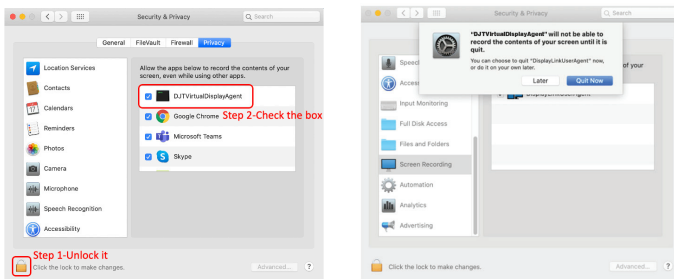 Security & Privacy
Search
General
FileVault
Firewall
Privacy
Location Services
Contacts
Calendars
Reminders
Photos
Camera
Microphone
Speech Recognition
Accessibility
Allow the apps below to record the contents of your
screen, even while using other apps.
DJTVirtualDisplayAgent
Google Chrome
Step 2-Check the box
Microsoft Teams
Skype
Step 1-Unlock it
Click the lock to make changes.
Advanced...
?
Security & Privacy
Search
"DJTVirtualDisplayAgent" will not be able to
record the contents of your screen until it is
quit.
You can choose to quit "DisplayLinkUserAgent" now,
or do it on your own later.
Later
Quit Now
Speec
Access
Input Monitoring
Full Disk Access
Files and Folders
Screen Recording
Automation
Analytics
Advertising
of your
Click the lock to make changes.
Advanced...
?